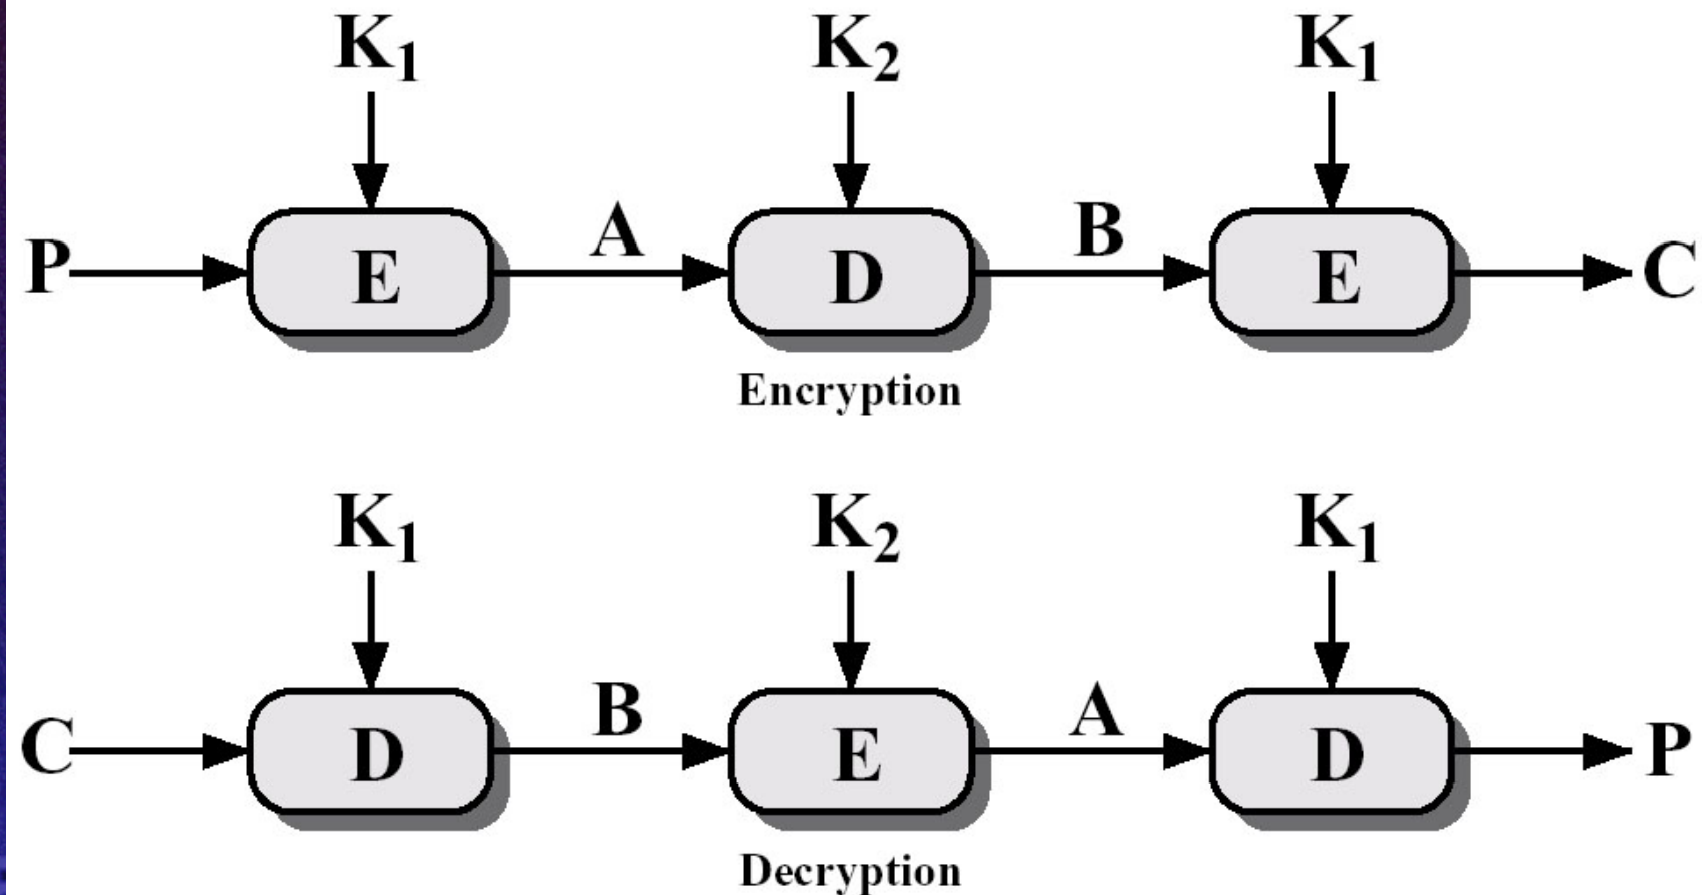 K₁ K₂ K₁
P E A D B E C
Encryption
K₁ K₂ K₁
C D B E A D P
Decryption